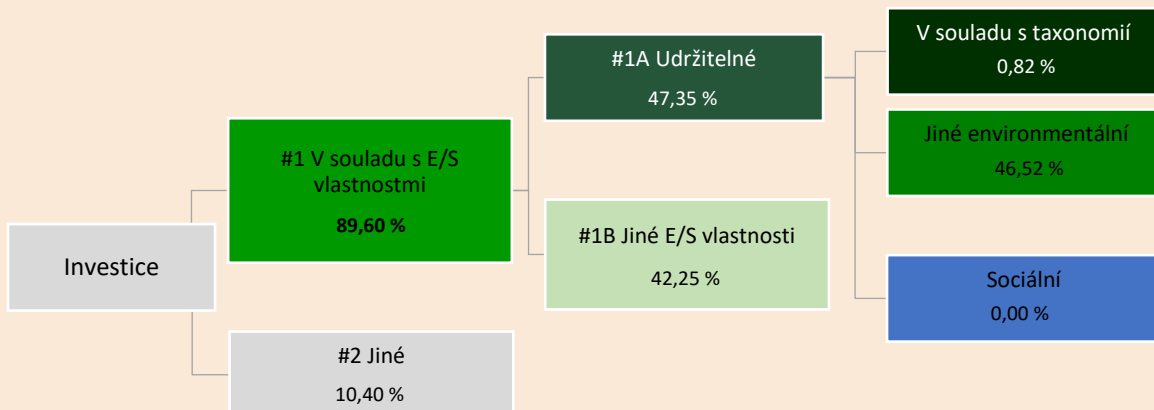 Investice
#1 V souladu s E/S
vlastnostmi
89,60 %
#2 Jiné
10,40 %
#1A Udržitelné
47,35 %
#1B Jiné E/S vlastnosti
42,25 %
V souladu s taxonomií
0,82 %
Jiné environmentální
46,52 %
Sociální
0,00 %